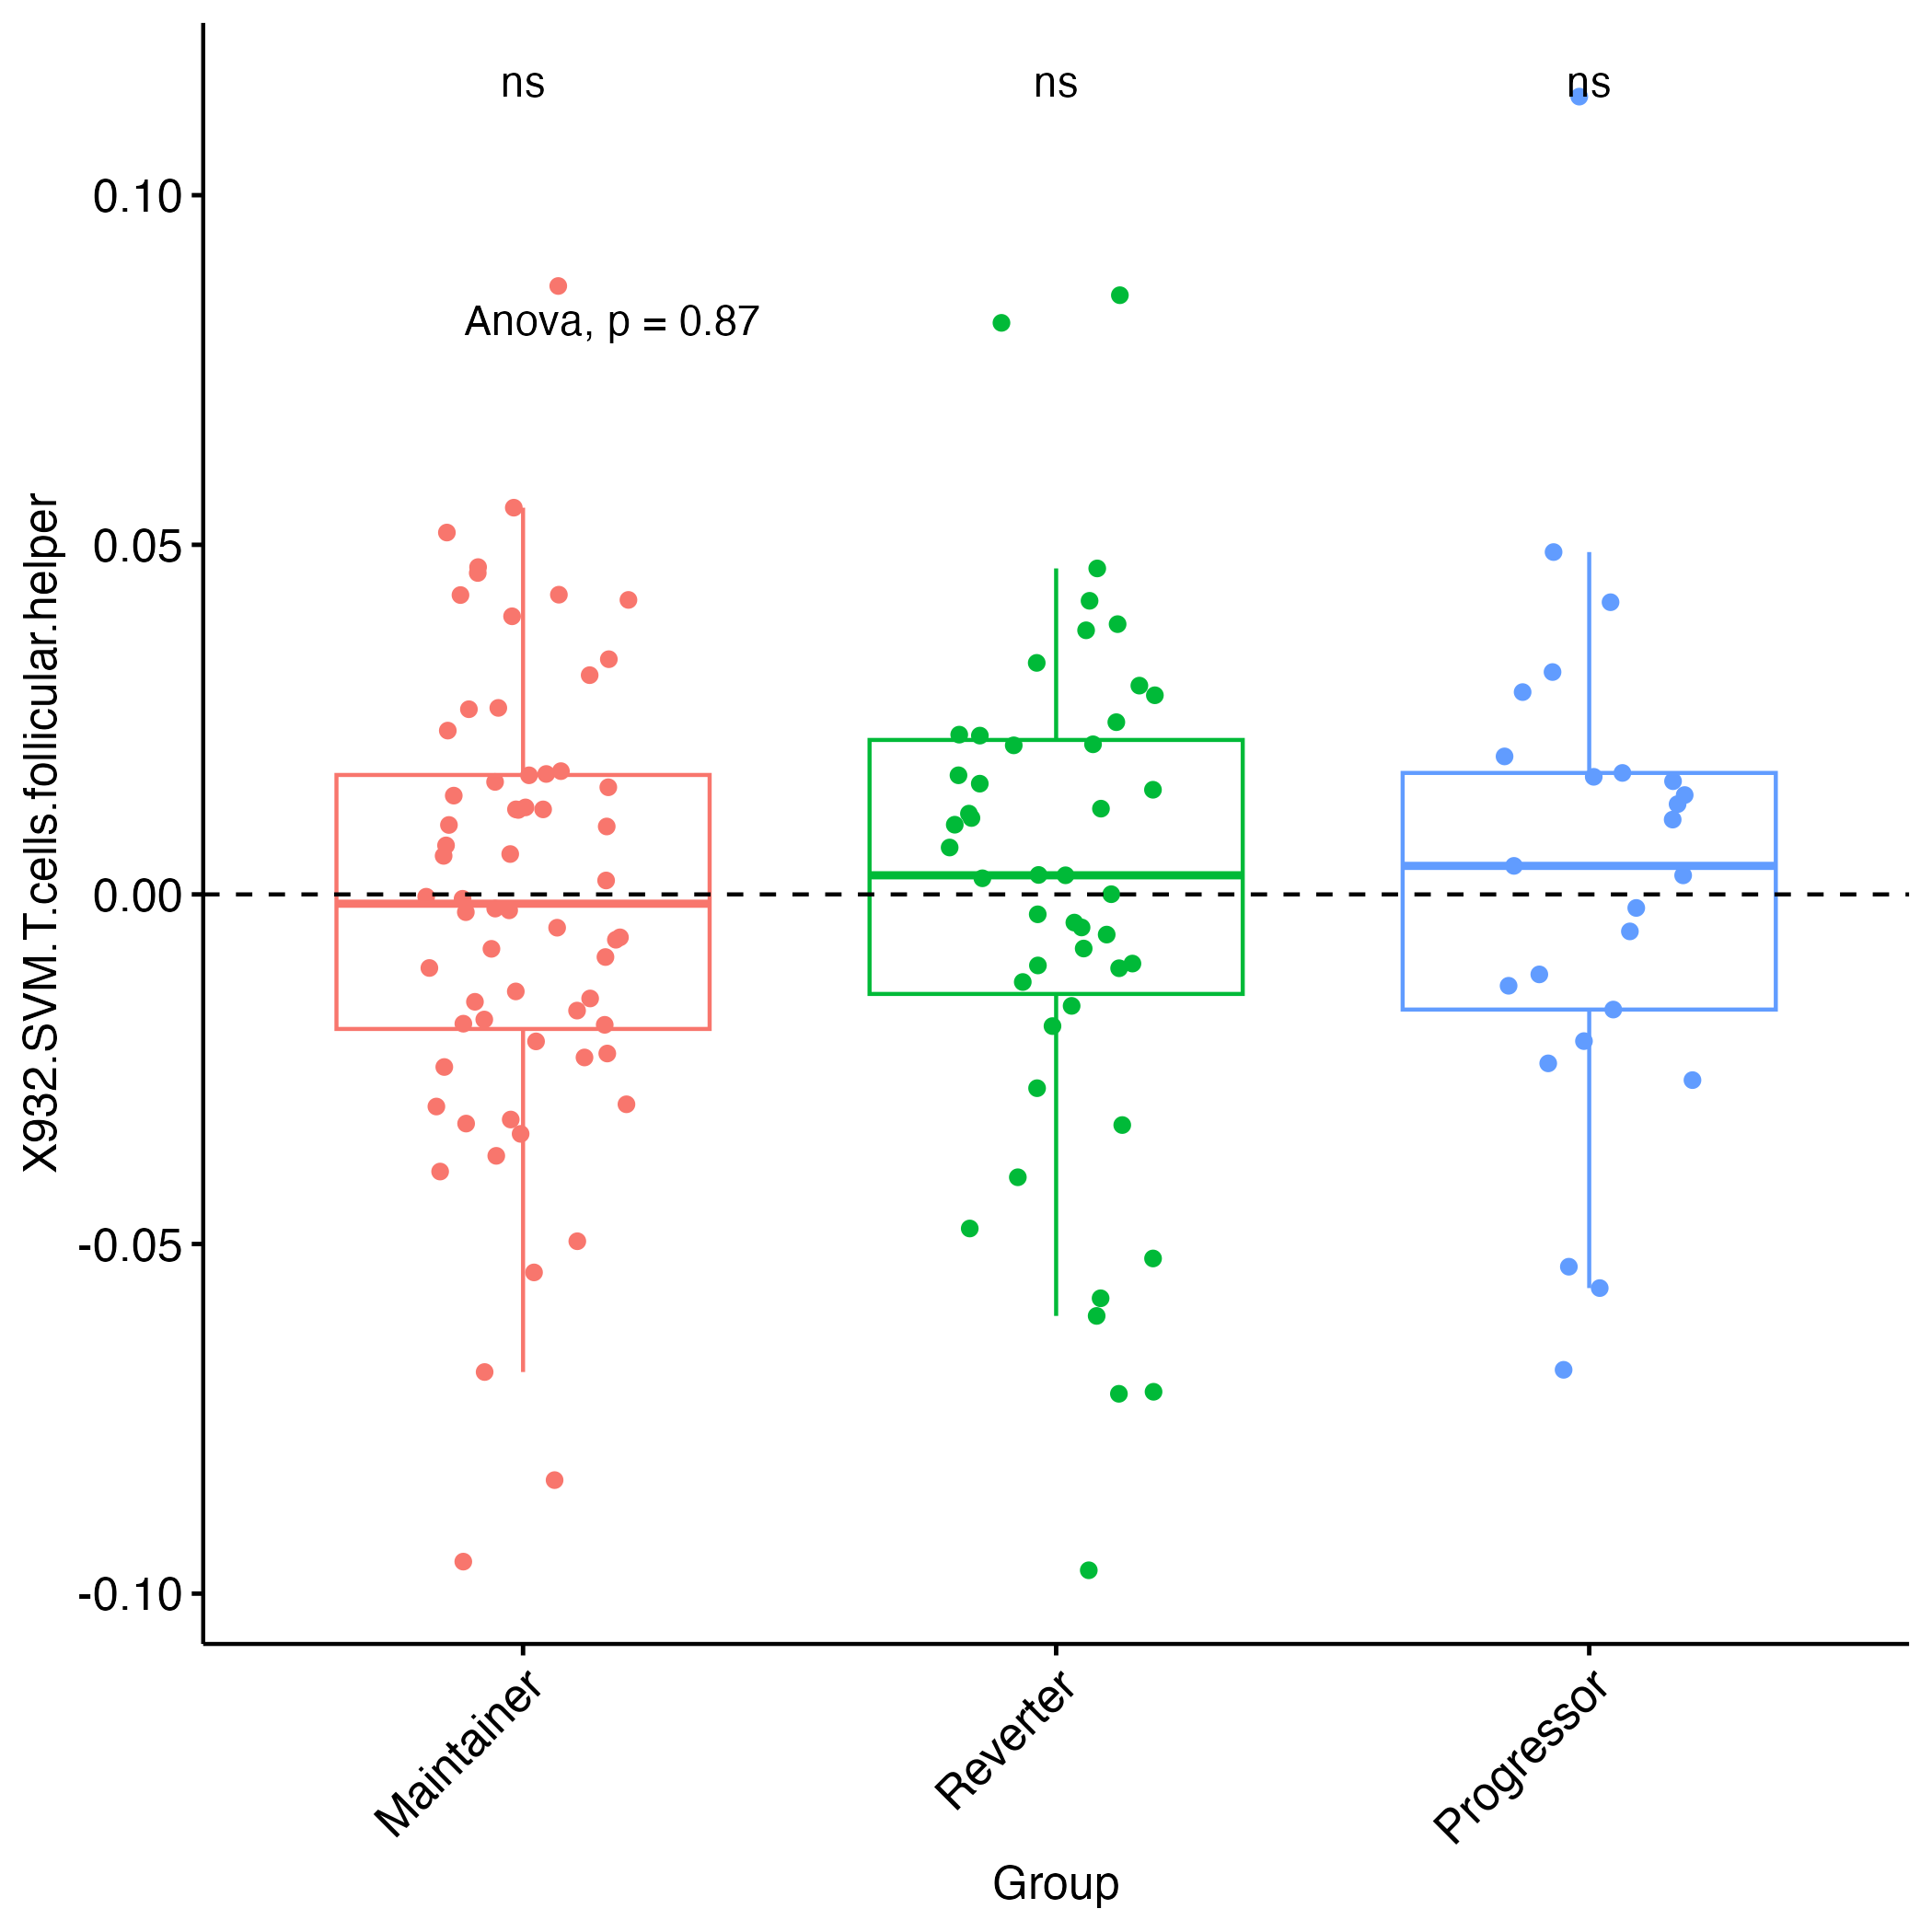 ns ns ns
0.10
Anova, p = 0.87
0.05
X932.SVM.T.cells.follicular.helper
0.00
-0.05
-0.10
Maintainer Reverter Progressor
Group